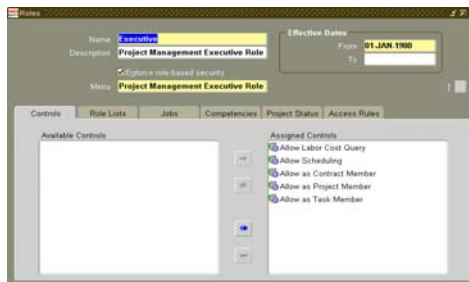 Roles
Effective Dates
Name Executive
From 01-JAN-1980
Description Project Management Executive Role
To
Enforce role-based security
Menu Project Management Executive Role
Controls Role Lists Jobs Competencies Project Status Access Rules
Available Controls Assigned Controls
Allow Labor Cost Query
Allow Scheduling
Allow as Contract Member
Allow as Project Member
Allow as Task Member